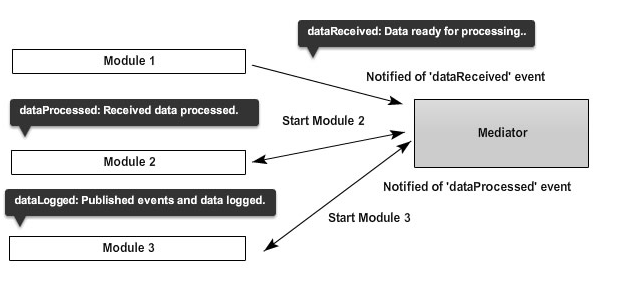 dataReceived: Data ready for processing..
Module 1
Notified of 'dataReceived' event
dataProcessed: Received data processed.
Start Module 2
Mediator
Module 2
Notified of 'dataProcessed' event
dataLogged: Published events and data logged.
Start Module 3
Module 3